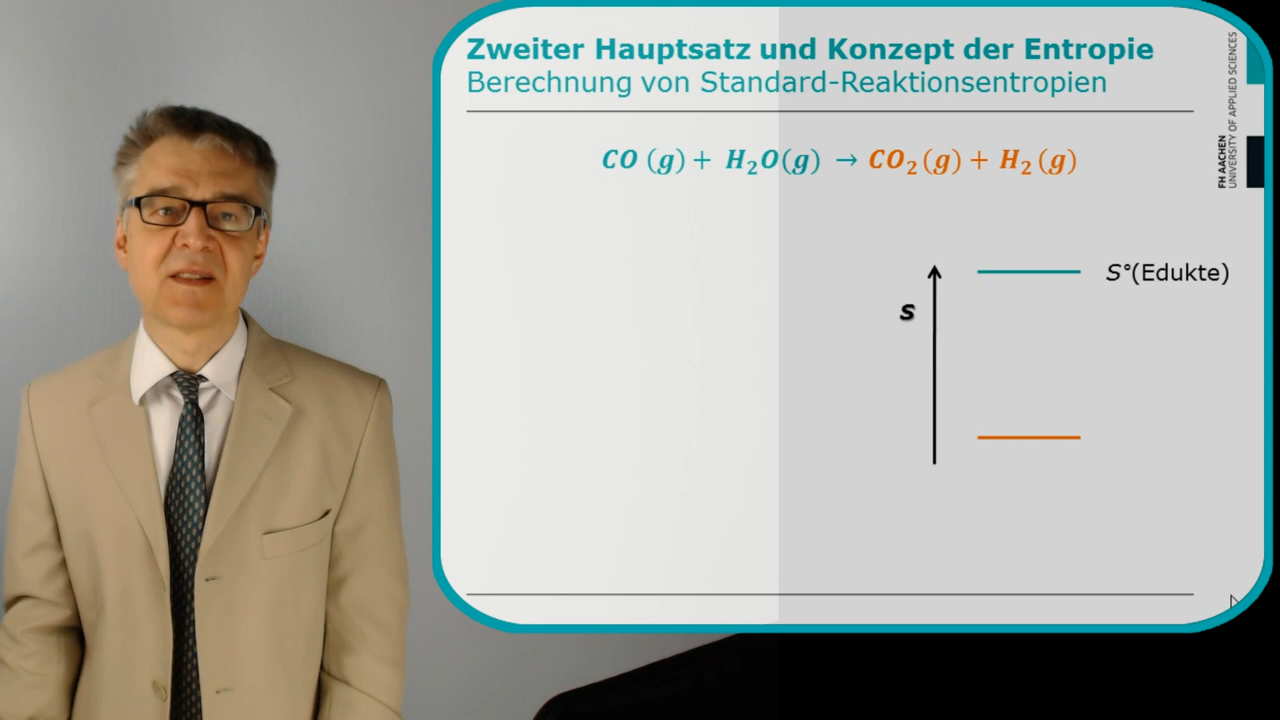 Zweiter Hauptsatz und Konzept der Entropie
Berechnung von Standard-Reaktionsentropien
CO (g) + H₂O(g) → CO₂(g) + H₂(g)
S°(Edukte)
S
FH AACHEN
UNIVERSITY OF APPLIED SCIENCES